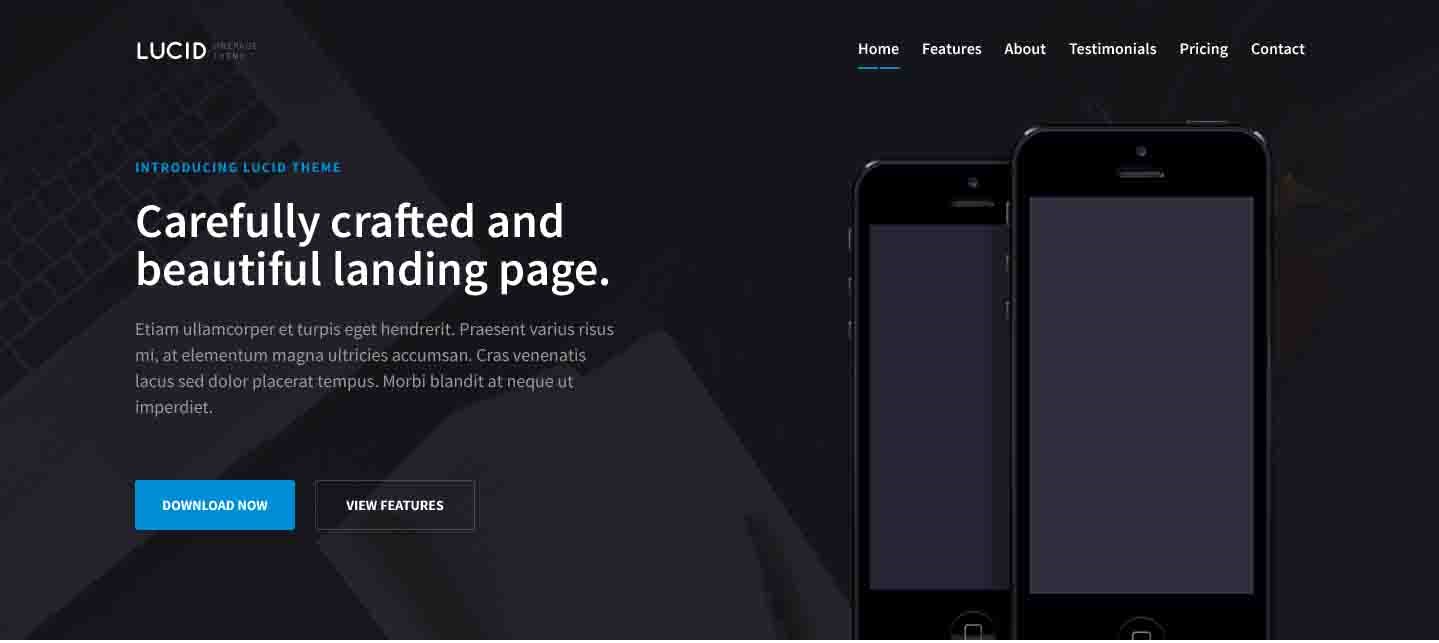 LUCID
Home Features About Testimonials Pricing Contact
INTRODUCING LUCID THEME
Carefully crafted and
beautiful landing page.
Etiam ullamcorper et turpis eget hendrerit. Praesent varius risus
mi, at elementum magna ultricies accumsan. Cras venenatis
lacus sed dolor placerat tempus. Morbi blandit at neque ut
imperdiet.
DOWNLOAD NOW VIEW FEATURES